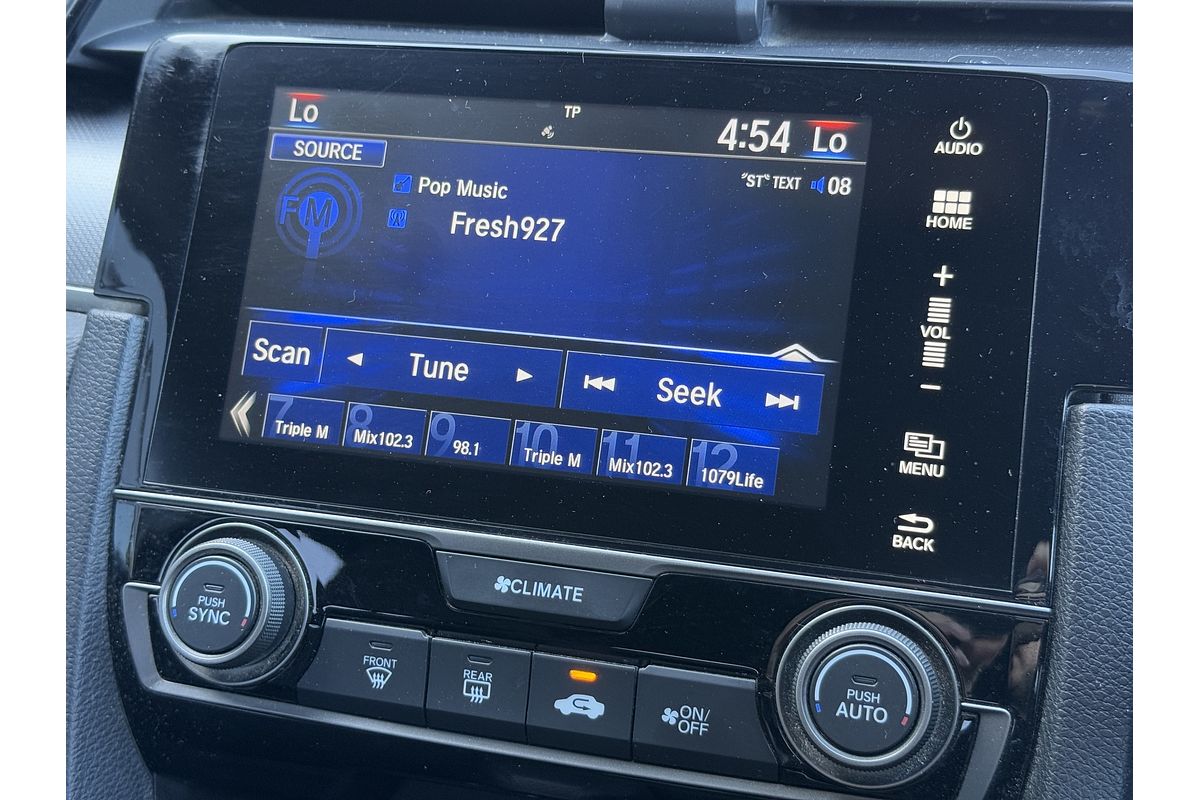 Lo
TP
4:54
Lo
SOURCE
"ST" TEXT
08
FM
Pop Music
Fresh927
Scan
Tune
Seek
7
Triple M
8
Mix102.3
9
98.1
10
Triple M
11
Mix102.3
12
1079Life
AUDIO
HOME
+
VOL
-
MENU
BACK
CLIMATE
PUSH
SYNC
FRONT
REAR
ON/
OFF
PUSH
AUTO